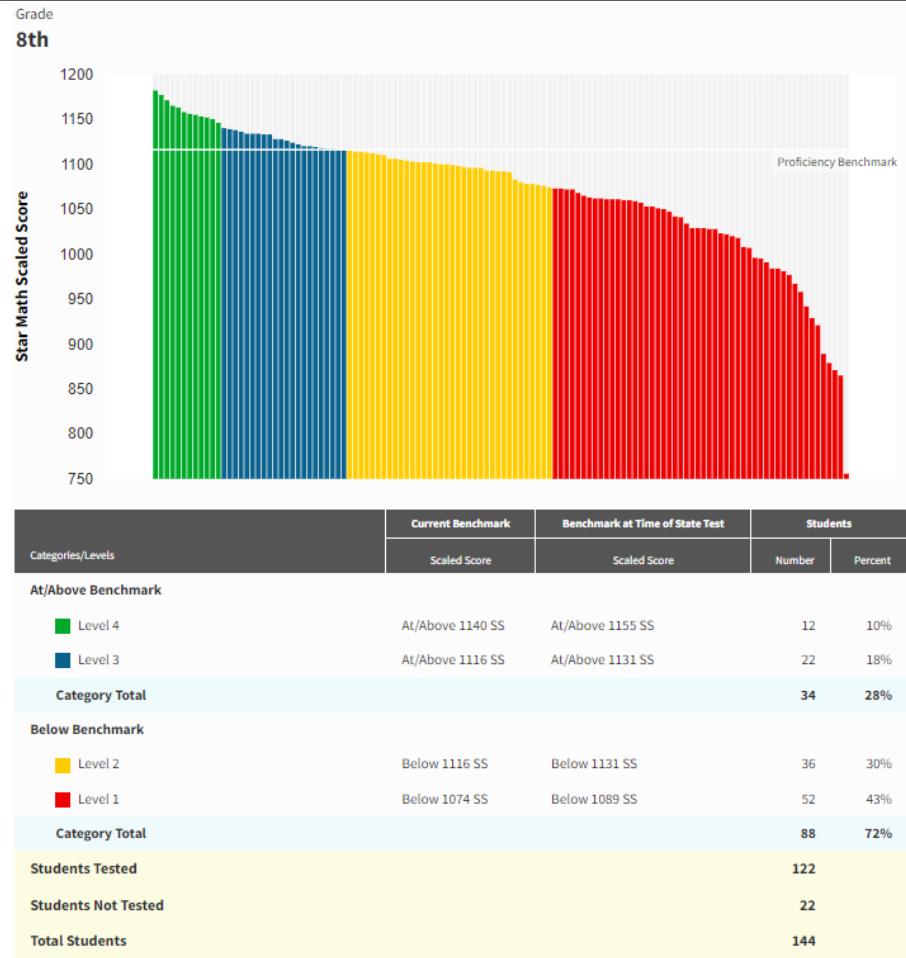 Grade
8th
1200
1150
1100
1050
1000
950
900
850
800
750
Star Math Scaled Score
Proficiency Benchmark
Current Benchmark Benchmark at Time of State Test Students
Categories/Levels Scaled Score Scaled Score Number Percent
At/Above Benchmark
Level 4 At/Above 1140 SS At/Above 1155 SS 12 10%
Level 3 At/Above 1116 SS At/Above 1131 SS 22 18%
Category Total 34 28%
Below Benchmark
Level 2 Below 1116 SS Below 1131 SS 36 30%
Level 1 Below 1074 SS Below 1089 SS 52 43%
Category Total 88 72%
Students Tested 122
Students Not Tested 22
Total Students 144